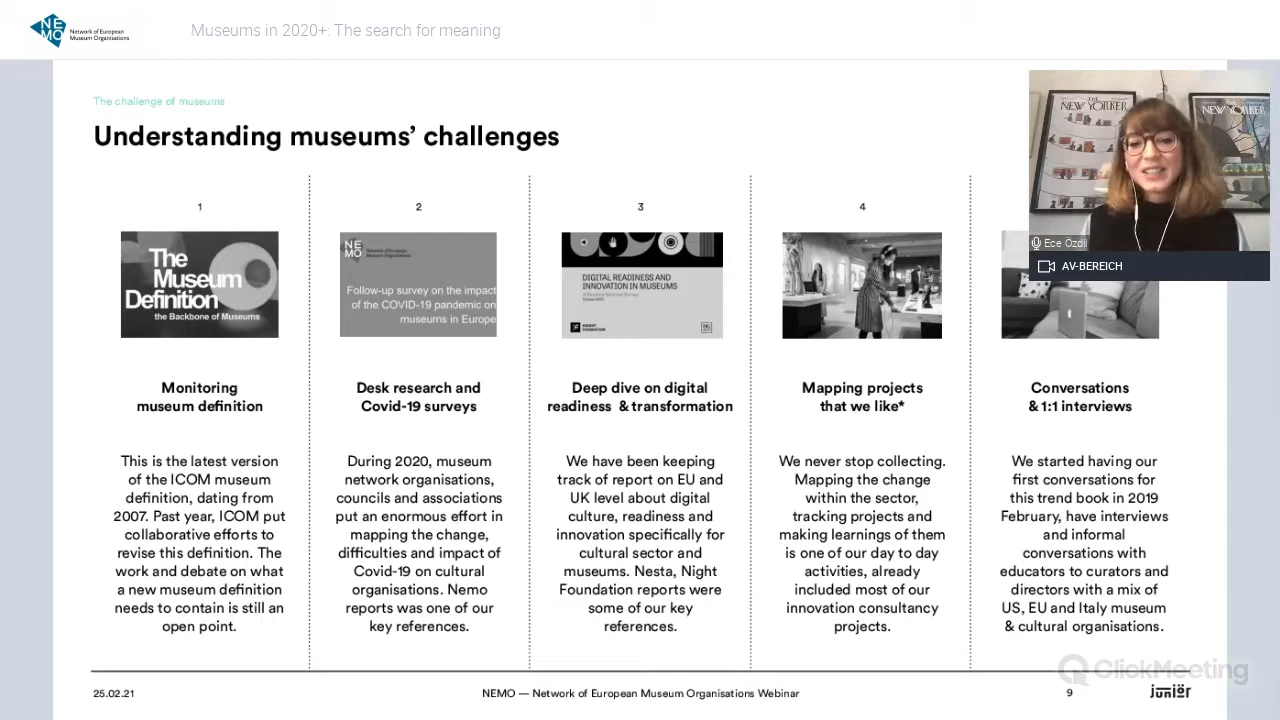 NE
MO
Network of European
Museum Organisations
Museums in 2020+: The search for meaning
The challenge of museums
Understanding museums' challenges
THE
NEW YORKER
NEW YORKER
Ece Özdil
AV-BEREICH
1
The
Museum
Definition
the Backbone of Museums
Monitoring
museum definition
This is the latest version
of the ICOM museum
definition, dating from
2007. Past year, ICOM put
collaborative efforts to
revise this definition. The
work and debate on what
a new museum definition
needs to contain is still an
open point.
2
NE
MO
Network of European
Museum Organisations
Follow-up survey on the impact
of the COVID-19 pandemic on
museums in Europe
Desk research and
Covid-19 surveys
During 2020, museum
network organisations,
councils and associations
put an enormous effort in
mapping the change,
difficulties and impact of
Covid-19 on cultural
organisations. Nemo
reports was one of our
key references.
3
DIGITAL READINESS AND
INNOVATION IN MUSEUMS
KNIGHT
FOUNDATION
Deep dive on digital
readiness & transformation
We have been keeping
track of report on EU and
UK level about digital
culture, readiness and
innovation specifically for
cultural sector and
museums. Nesta, Night
Foundation reports were
some of our key
references.
4
Mapping projects
that we like*
We never stop collecting.
Mapping the change
within the sector,
tracking projects and
making learnings of them
is one of our day to day
activities, already
included most of our
innovation consultancy
projects.
Conversations
& 1:1 interviews
We started having our
first conversations for
this trend book in 2019
February, have interviews
and informal
conversations with
educators to curators and
directors with a mix of
US, EU and Italy museum
& cultural organisations.
ClickMeeting
25.02.21
NEMO — Network of European Museum Organisations Webinar
9
junior